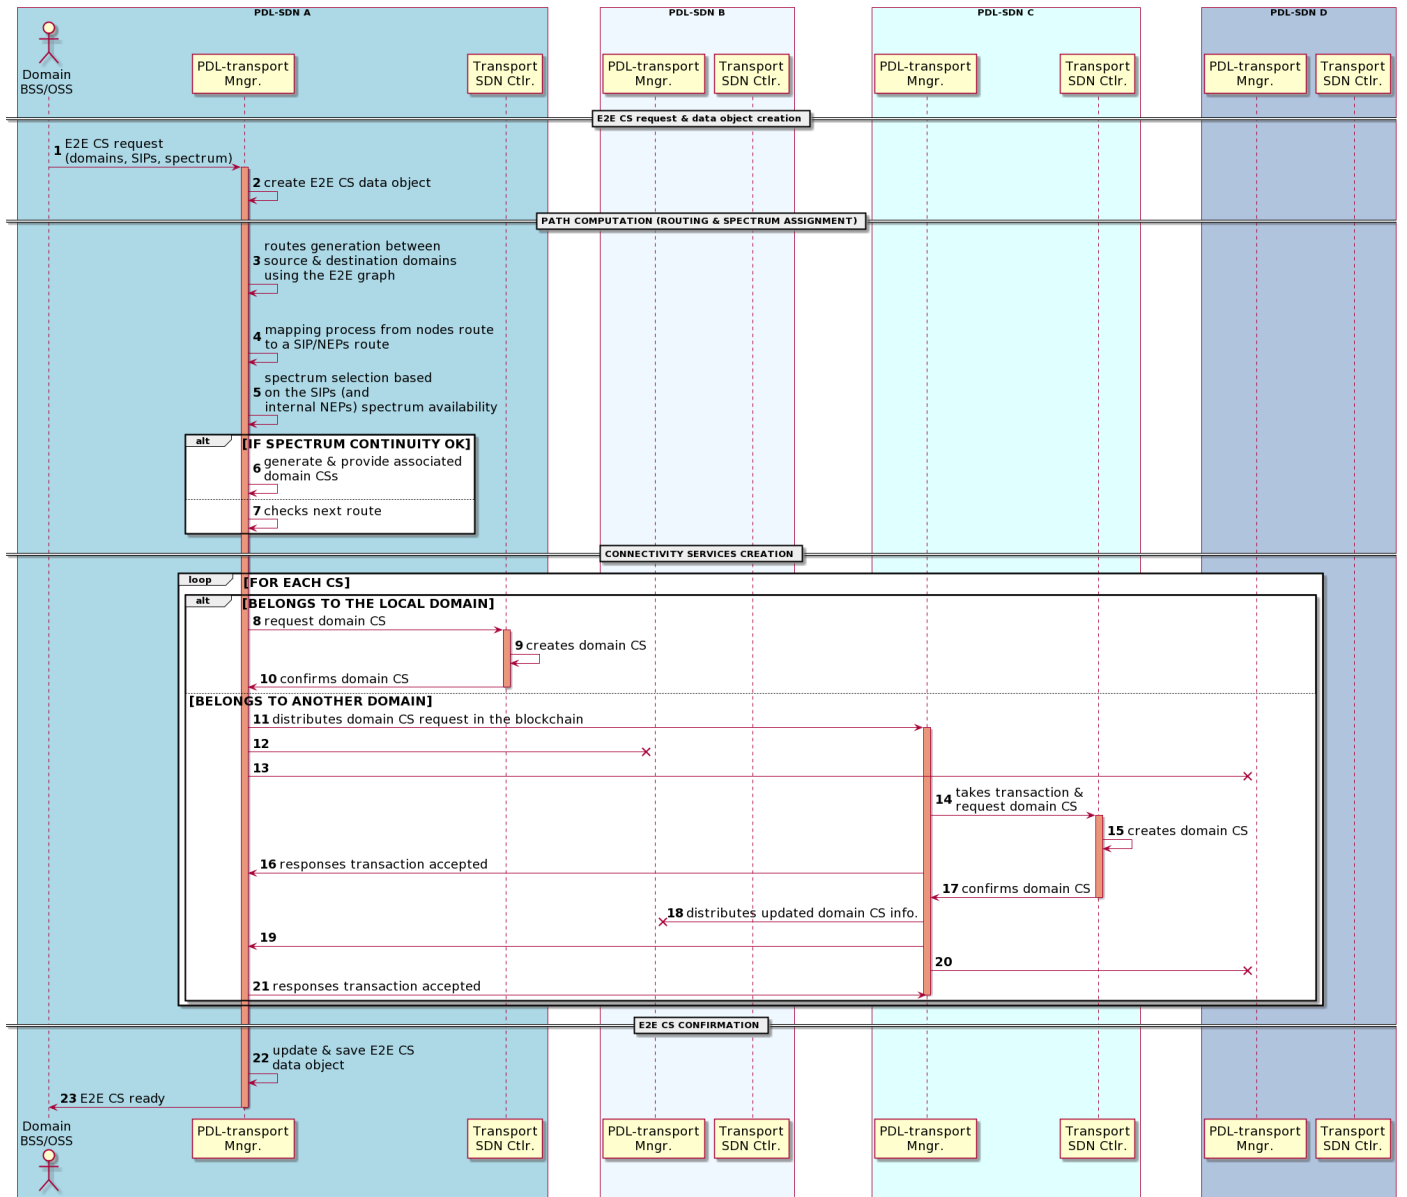 PDL-SDN A
PDL-SDN B
PDL-SDN C
PDL-SDN D
Domain
BSS/OSS
PDL-transport
Mngr.
Transport
SDN Ctlr.
PDL-transport
Mngr.
Transport
SDN Ctlr.
PDL-transport
Mngr.
Transport
SDN Ctlr.
PDL-transport
Mngr.
Transport
SDN Ctlr.
E2E CS request & data object creation
1 E2E CS request
(domains, SIPs, spectrum)
2 create E2E CS data object
PATH COMPUTATION (ROUTING & SPECTRUM ASSIGNMENT)
routes generation between
3 source & destination domains
using the E2E graph
4 mapping process from nodes route
to a SIP/NEPs route
spectrum selection based
5 on the SIPs (and
internal NEPs) spectrum availability
alt [IF SPECTRUM CONTINUITY OK]
6 generate & provide associated
domain CSs
7 checks next route
CONNECTIVITY SERVICES CREATION
loop [FOR EACH CS]
alt [BELONGS TO THE LOCAL DOMAIN]
8 request domain CS
9 creates domain CS
10 confirms domain CS
[BELONGS TO ANOTHER DOMAIN]
11 distributes domain CS request in the blockchain
12
13
14 takes transaction &
request domain CS
15 creates domain CS
16 responses transaction accepted
17 confirms domain CS
18 distributes updated domain CS info.
19
20
21 responses transaction accepted
E2E CS CONFIRMATION
22 update & save E2E CS
data object
23 E2E CS ready
Domain
BSS/OSS
PDL-transport
Mngr.
Transport
SDN Ctlr.
PDL-transport
Mngr.
Transport
SDN Ctlr.
PDL-transport
Mngr.
Transport
SDN Ctlr.
PDL-transport
Mngr.
Transport
SDN Ctlr.